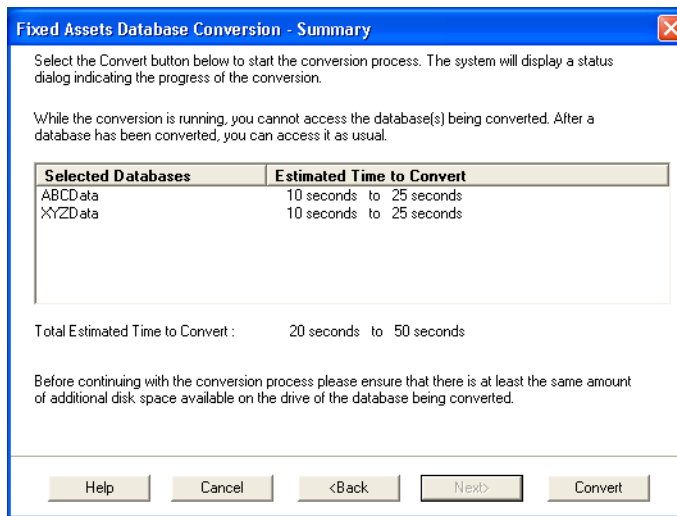 Fixed Assets Database Conversion - Summary
Select the Convert button below to start the conversion process. The system will display a status
dialog indicating the progress of the conversion.
While the conversion is running, you cannot access the database(s) being converted. After a
database has been converted, you can access it as usual.
Selected Databases Estimated Time to Convert
ABCData 10 seconds to 25 seconds
XYZData 10 seconds to 25 seconds
Total Estimated Time to Convert : 20 seconds to 50 seconds
Before continuing with the conversion process please ensure that there is at least the same amount
of additional disk space available on the drive of the database being converted.
Help Cancel <Back Next> Convert